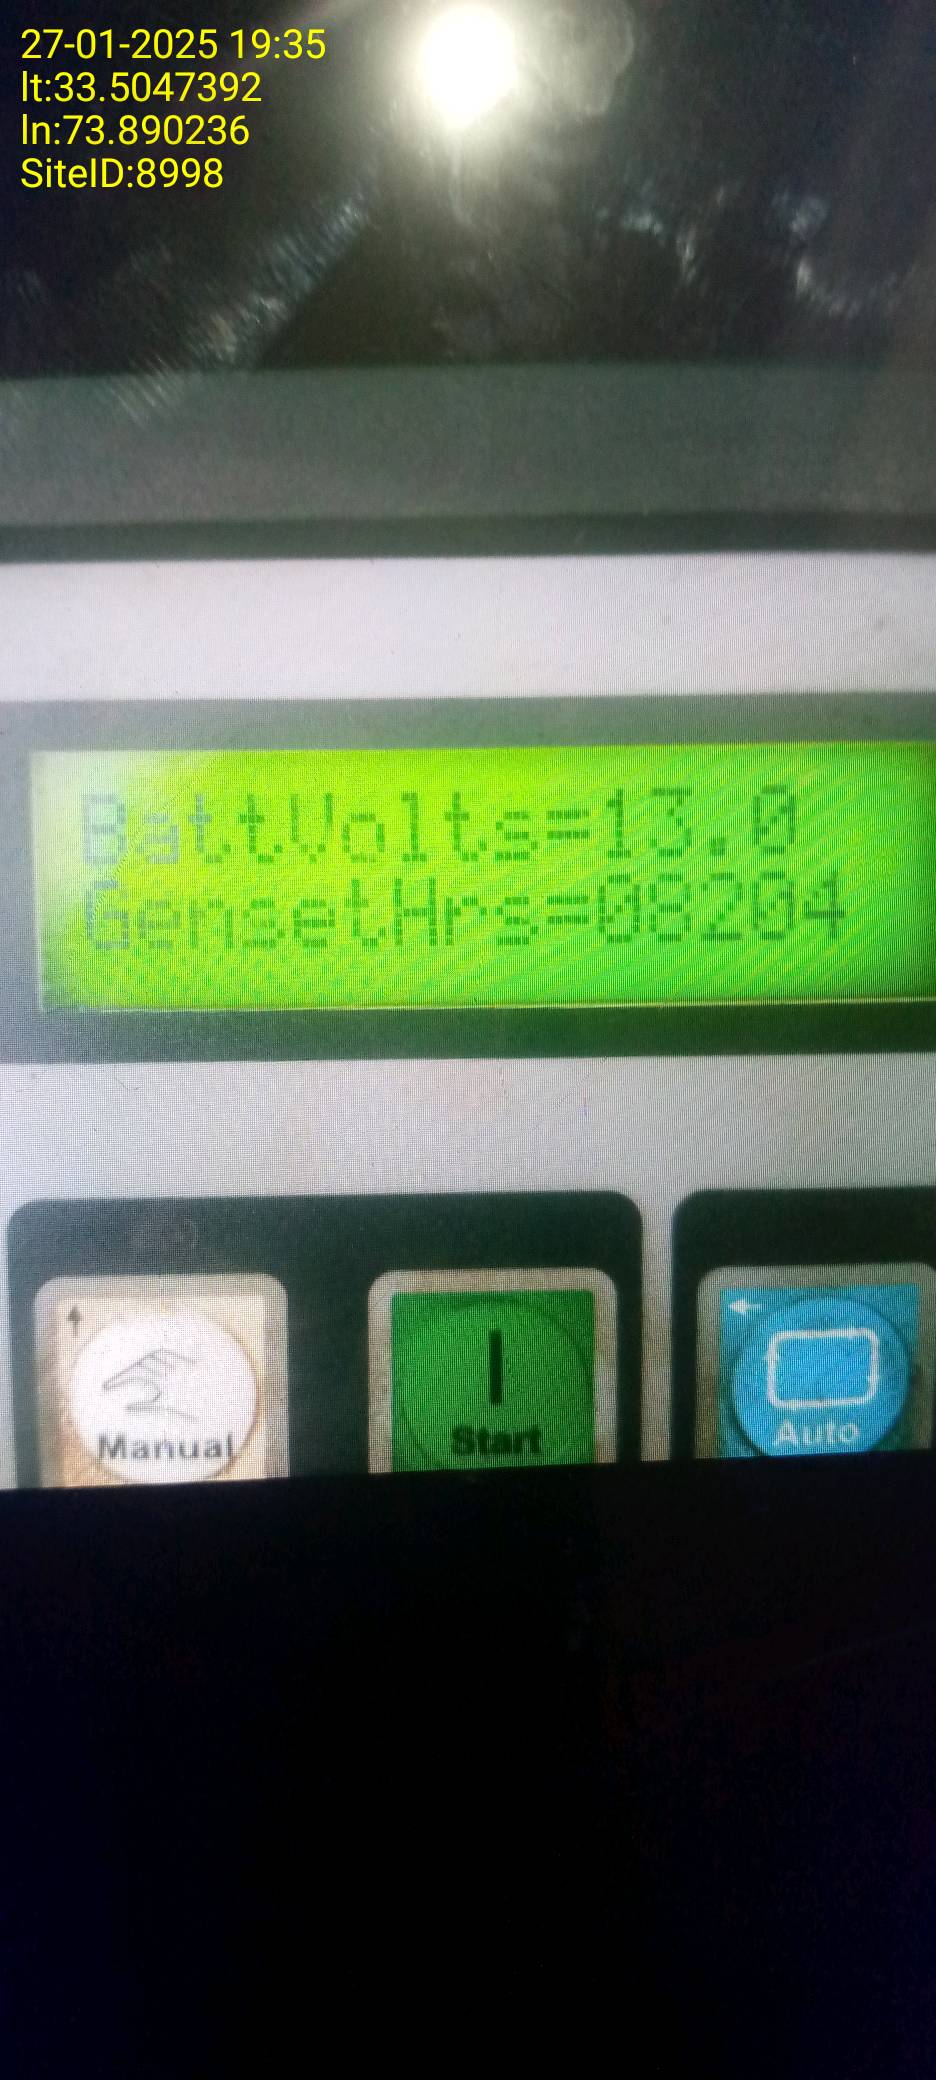 27-01-2025 19:35
lt:33.5047392
ln:73.890236
SiteID:8998
BattVolts=13.0
GensetHrs=08204
Manual
Start
Auto